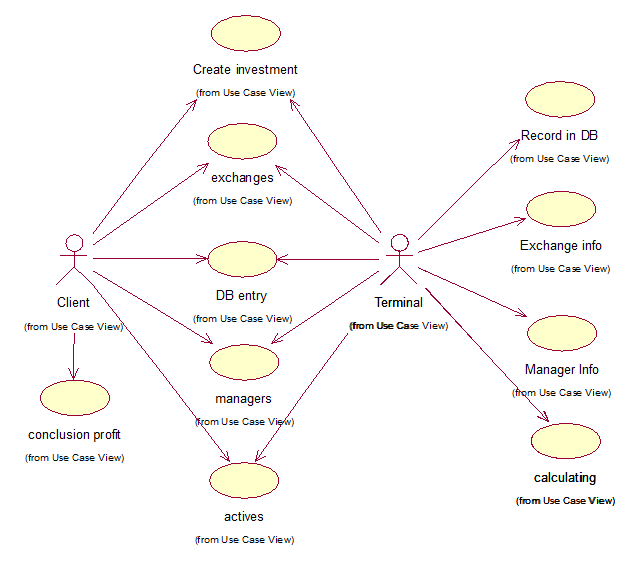 Create investment
(from Use Case View)
Record in DB
(from Use Case View)
exchanges
(from Use Case View)
Exchange info
(from Use Case View)
Client
(from Use Case View)
DB entry
(from Use Case View)
Terminal
(from Use Case View)
Manager Info
(from Use Case View)
managers
(from Use Case View)
conclusion profit
(from Use Case View)
calculating
(from Use Case View)
actives
(from Use Case View)